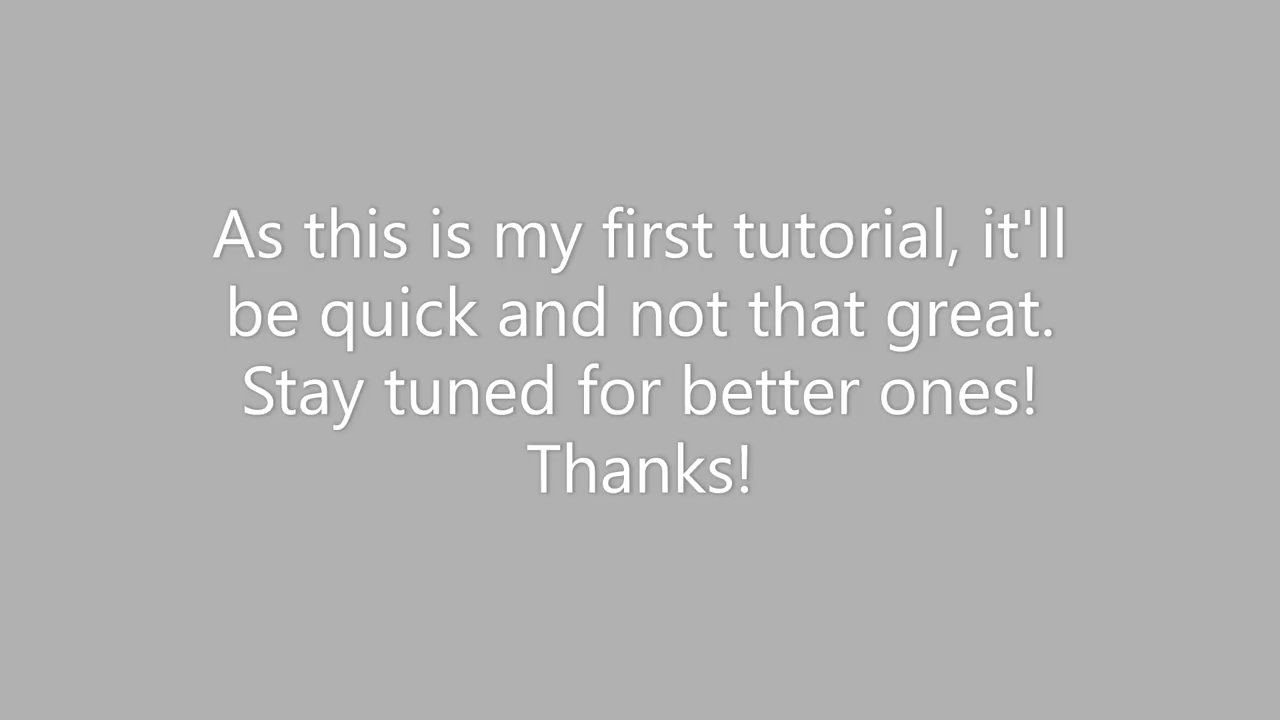 As this is my first tutorial, it'll
be quick and not that great.
Stay tuned for better ones!
Thanks!